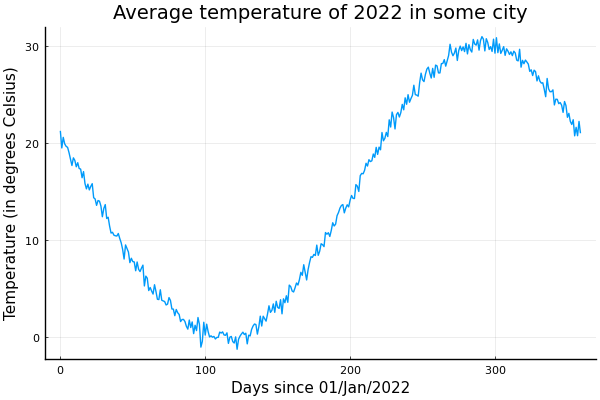 Average temperature of 2022 in some city
Temperature (in degrees Celsius)
30
20
10
0
0 100 200 300
Days since 01/Jan/2022